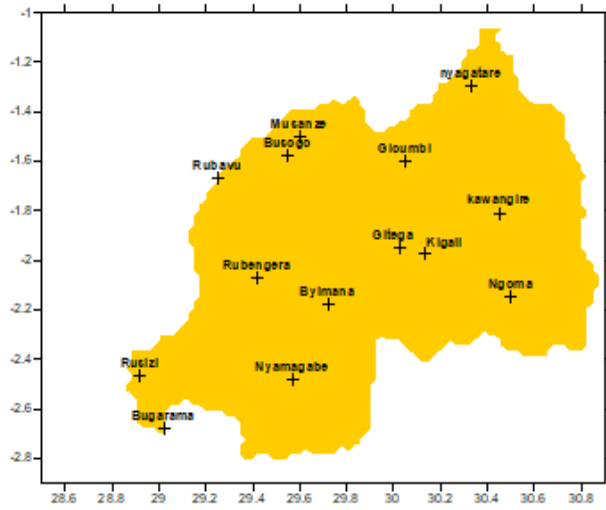 -1
-1.2
nyagatare
-1.4
Musanze
Busogo
Gicumbi
-1.6
Rubavu
kawangire
-1.8
Gitega
Kigali
-2
Rubengera
Ngoma
Byimana
-2.2
-2.4
Rusizi
Nyamagabe
Bugarama
-2.6
-2.8
28.6 28.8 29 29.2 29.4 29.6 29.8 30 30.2 30.4 30.6 30.8